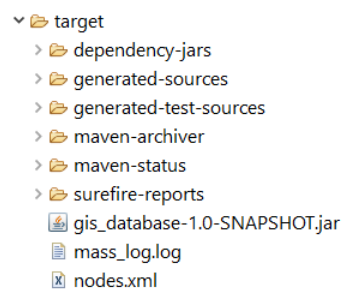 target
dependency-jars
generated-sources
generated-test-sources
maven-archiver
maven-status
surefire-reports
gis_database-1.0-SNAPSHOT.jar
mass_log.log
nodes.xml